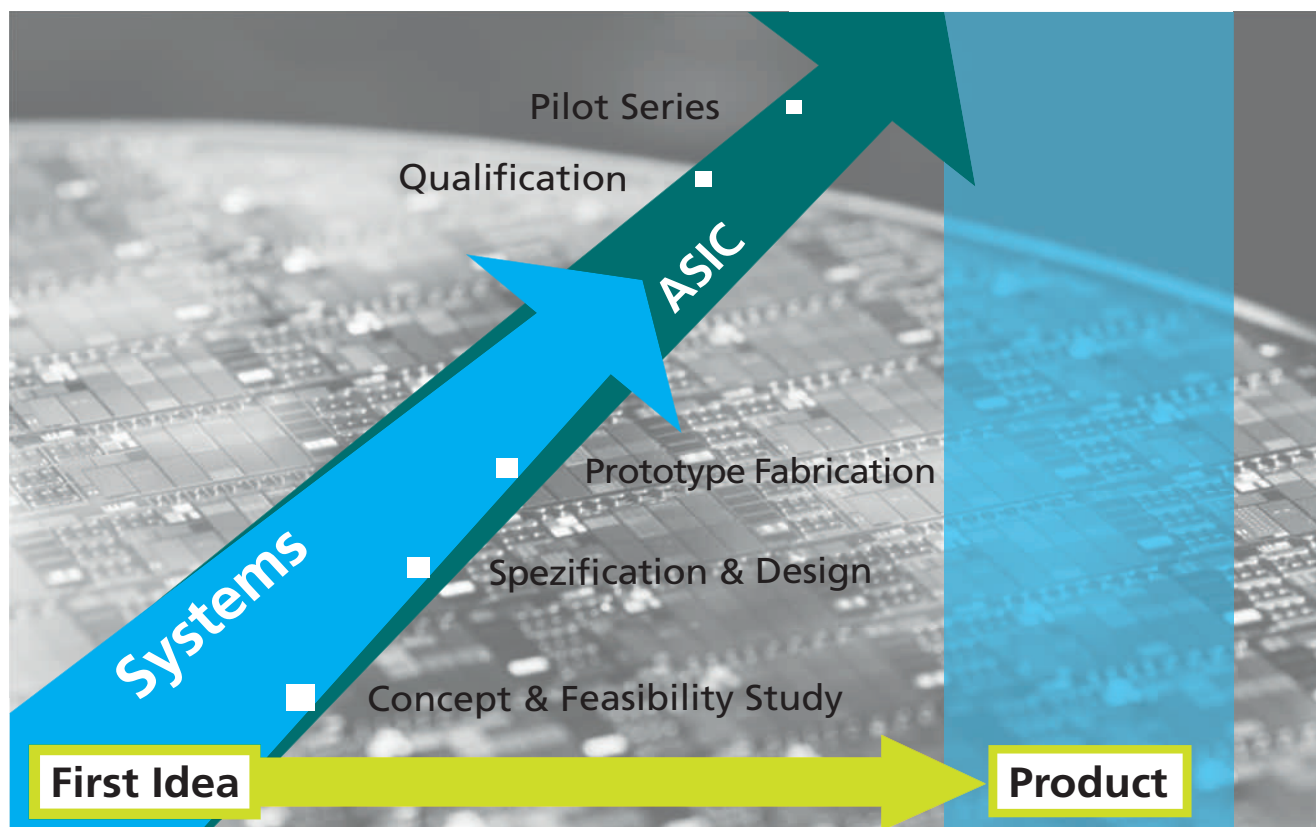 Pilot Series
Qualification
ASIC
Prototype Fabrication
Systems
Spezification & Design
Concept & Feasibility Study
First Idea
Product